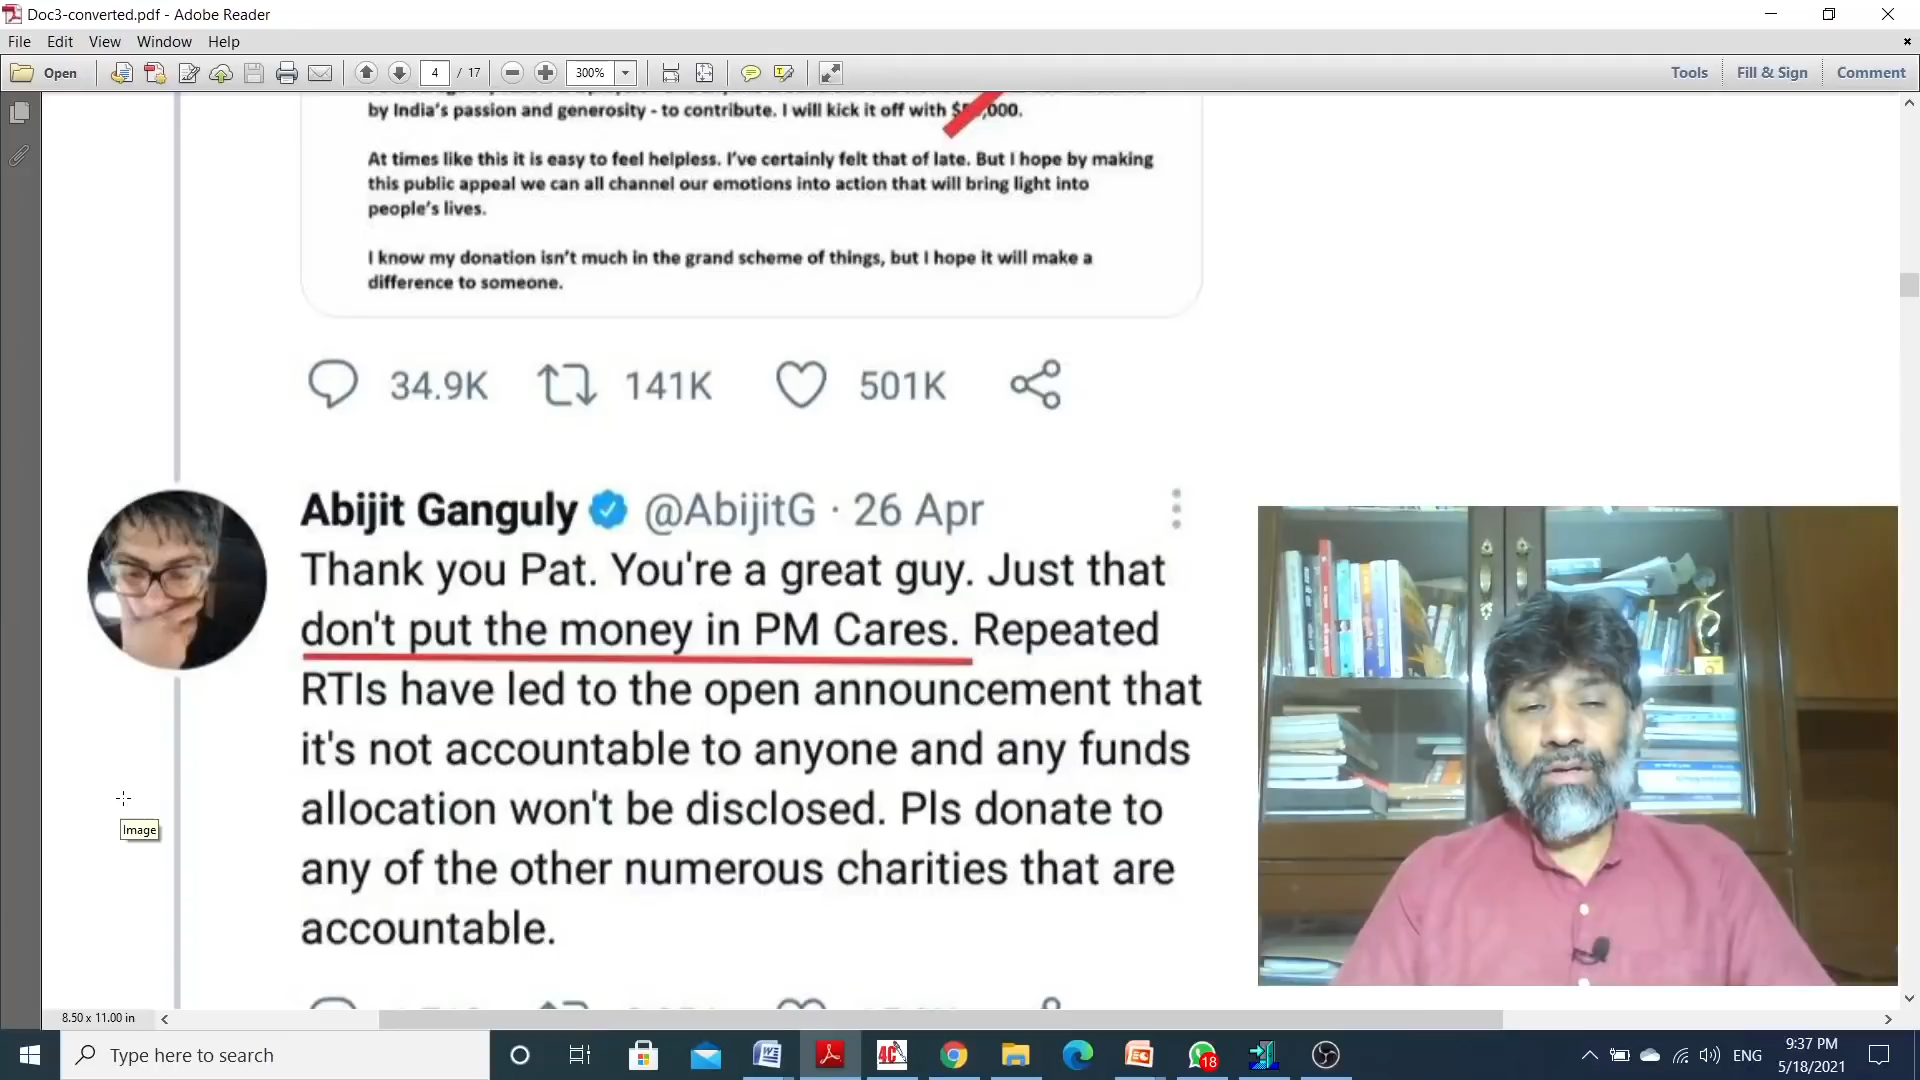 Doc3-converted.pdf - Adobe Reader
File Edit View Window Help
Open 4 / 17 300% Tools Fill & Sign Comment
by India's passion and generosity - to contribute. I will kick it off with ,000.
At times like this it is easy to feel helpless. I've certainly felt that of late. But I hope by making
this public appeal we can all channel our emotions into action that will bring light into
people's lives.
I know my donation isn't much in the grand scheme of things, but I hope it will make a
difference to someone.
34.9K 141K 501K
Abijit Ganguly @AbijitG · 26 Apr
Thank you Pat. You're a great guy. Just that
don't put the money in PM Cares. Repeated
RTIs have led to the open announcement that
it's not accountable to anyone and any funds
allocation won't be disclosed. Pls donate to
any of the other numerous charities that are
accountable.
Image
8.50 x 11.00 in
Type here to search
18
ENG
9:37 PM
5/18/2021